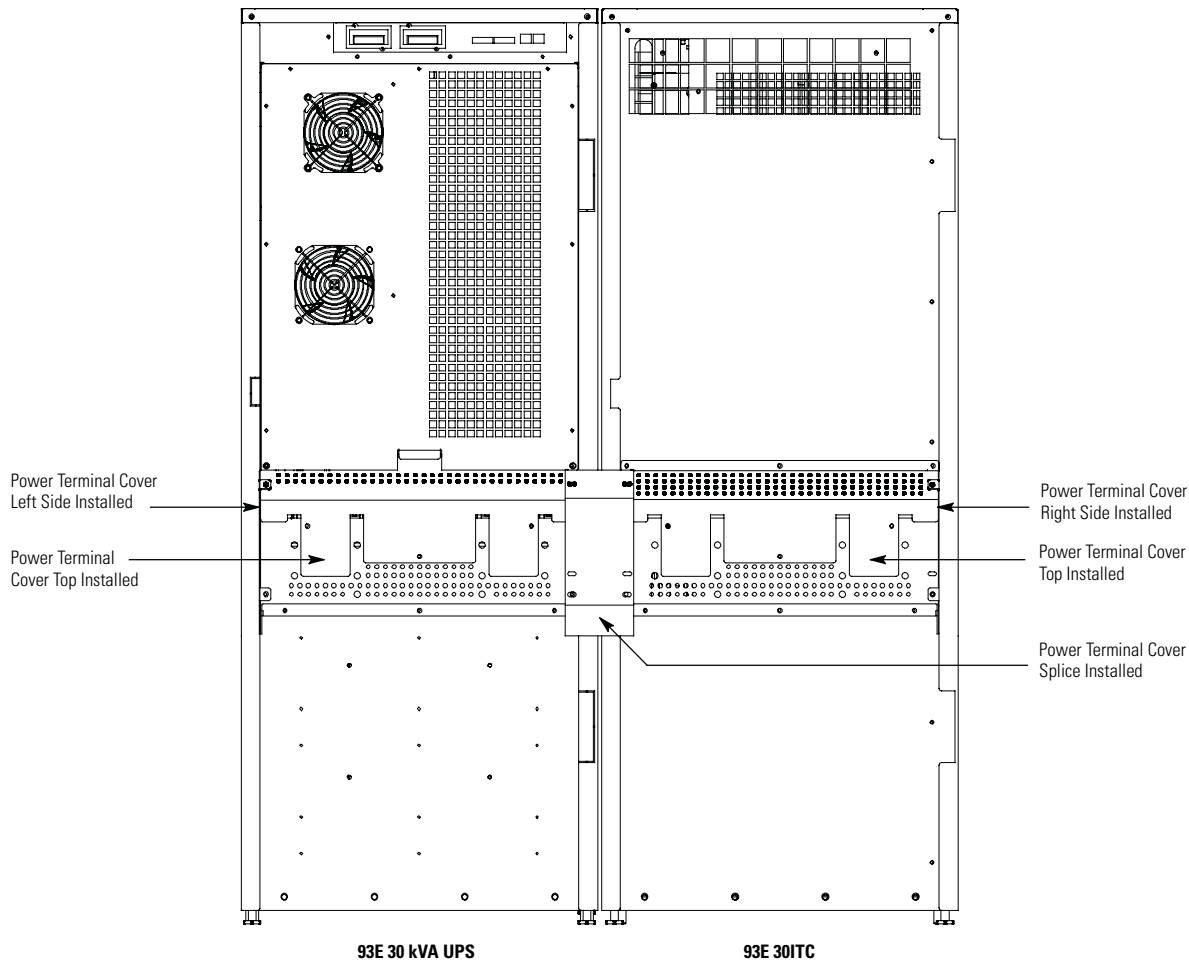 Power Terminal Cover
Left Side Installed
Power Terminal
Cover Top Installed
Power Terminal Cover
Right Side Installed
Power Terminal Cover
Top Installed
Power Terminal Cover
Splice Installed
93E 30 kVA UPS
93E 30ITC